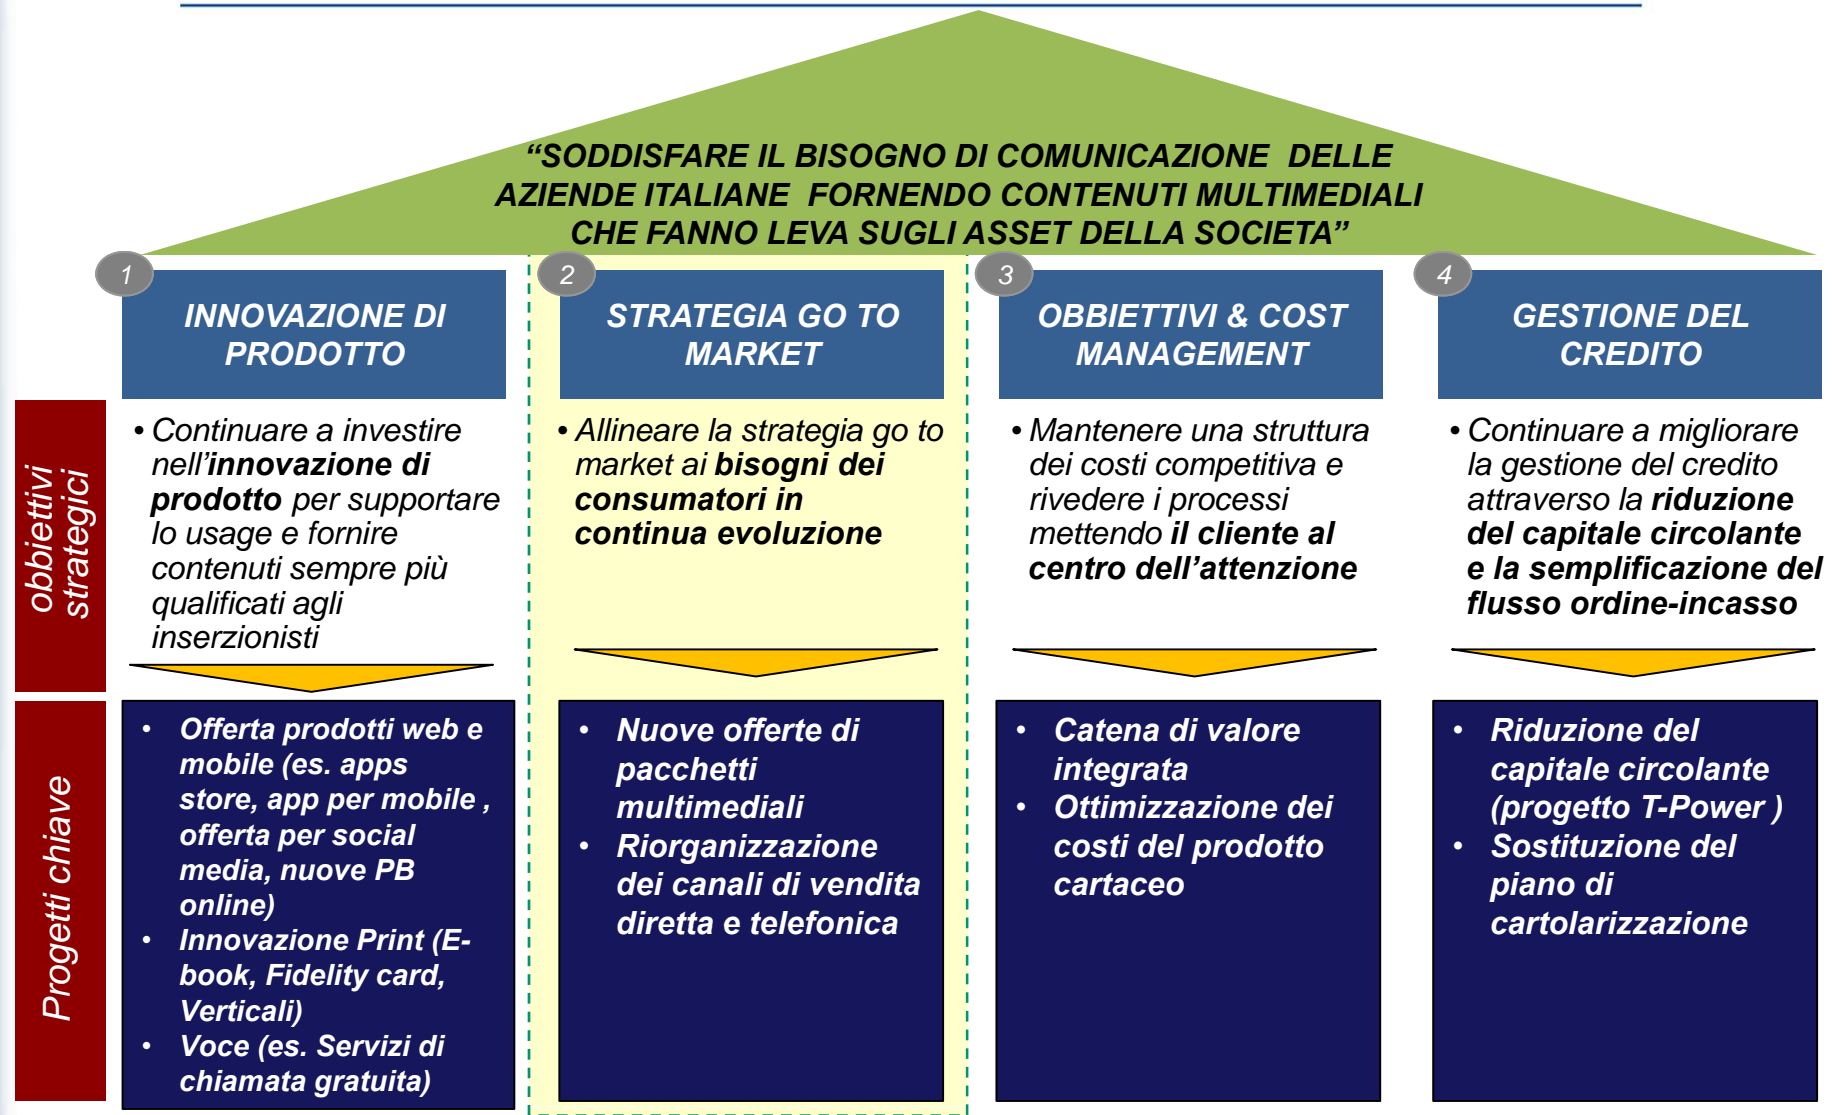 “SODDISFARE IL BISOGNO DI COMUNICAZIONE DELLE
AZIENDE ITALIANE FORNENDO CONTENUTI MULTIMEDIALI
CHE FANNO LEVA SUGLI ASSET DELLA SOCIETA”
1
INNOVAZIONE DI
PRODOTTO
2
STRATEGIA GO TO
MARKET
3
OBBIETTIVI & COST
MANAGEMENT
4
GESTIONE DEL
CREDITO
obbiettivi
strategici
• Continuare a investire
nell’innovazione di
prodotto per supportare
lo usage e fornire
contenuti sempre più
qualificati agli
inserzionisti
• Allineare la strategia go to
market ai bisogni dei
consumatori in
continua evoluzione
• Mantenere una struttura
dei costi competitiva e
rivedere i processi
mettendo il cliente al
centro dell’attenzione
• Continuare a migliorare
la gestione del credito
attraverso la riduzione
del capitale circolante
e la semplificazione del
flusso ordine-incasso
Progetti chiave
• Offerta prodotti web e
mobile (es. apps
store, app per mobile ,
offerta per social
media, nuove PB
online)
• Innovazione Print (E-
book, Fidelity card,
Verticali)
• Voce (es. Servizi di
chiamata gratuita)
• Nuove offerte di
pacchetti
multimediali
• Riorganizzazione
dei canali di vendita
diretta e telefonica
• Catena di valore
integrata
• Ottimizzazione dei
costi del prodotto
cartaceo
• Riduzione del
capitale circolante
(progetto T-Power )
• Sostituzione del
piano di
cartolarizzazione